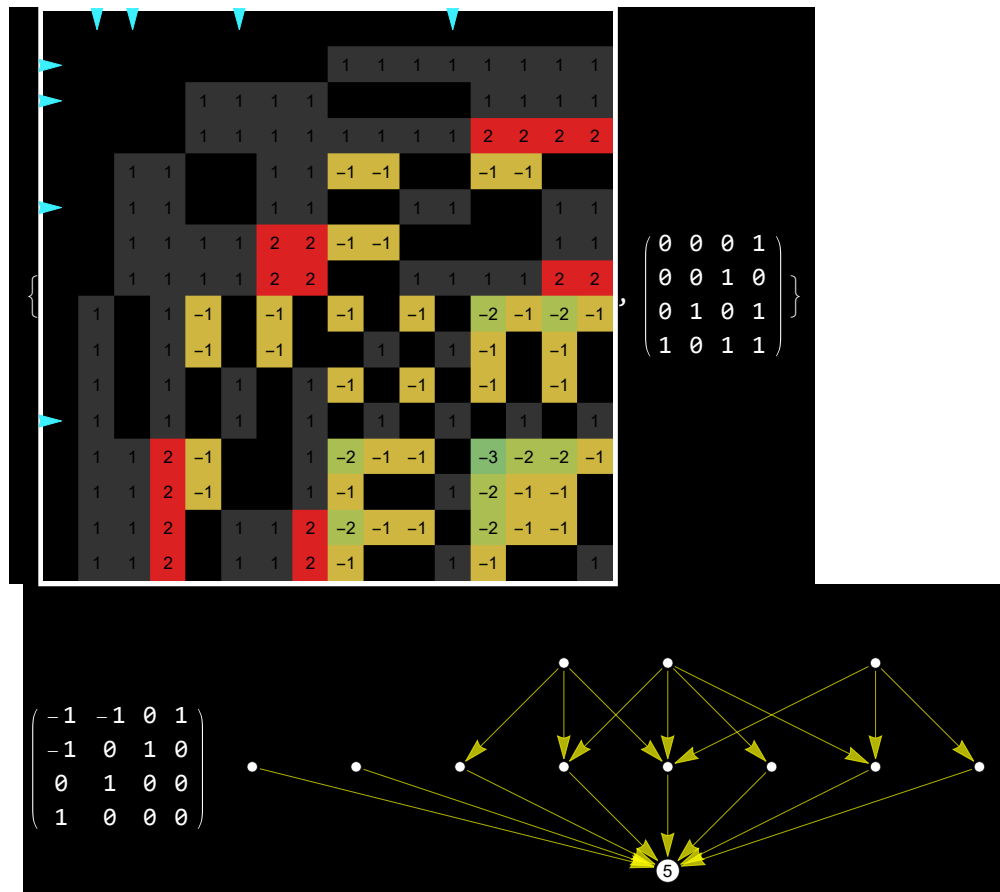 1 1 1 1 1 1 1 1
1 1 1 1 1 1 1 1
1 1 1 1 1 1 1 1 2 2 2 2
1 1 1 1 −1 −1 −1 −1
1 1 1 1 1 1 1 1
1 1 1 1 2 2 −1 −1 1 1
1 1 1 1 2 2 1 1 1 1 2 2
1 1 −1 −1 −1 −1 −2 −1 −2 −1
1 1 −1 −1 1 1 −1 −1
1 1 1 1 −1 −1 −1 −1
1 1 1 1 1 1 1 1
1 1 2 −1 1 −2 −1 −1 −3 −2 −2 −1
1 1 2 −1 1 −1 1 −2 −1 −1
1 1 2 1 1 2 −2 −1 −1 −2 −1 −1
1 1 2 1 1 2 −1 1 −1 1
0 0 0 1
0 0 1 0
0 1 0 1
1 0 1 1
−1 −1 0 1
−1 0 1 0
0 1 0 0
1 0 0 0
5